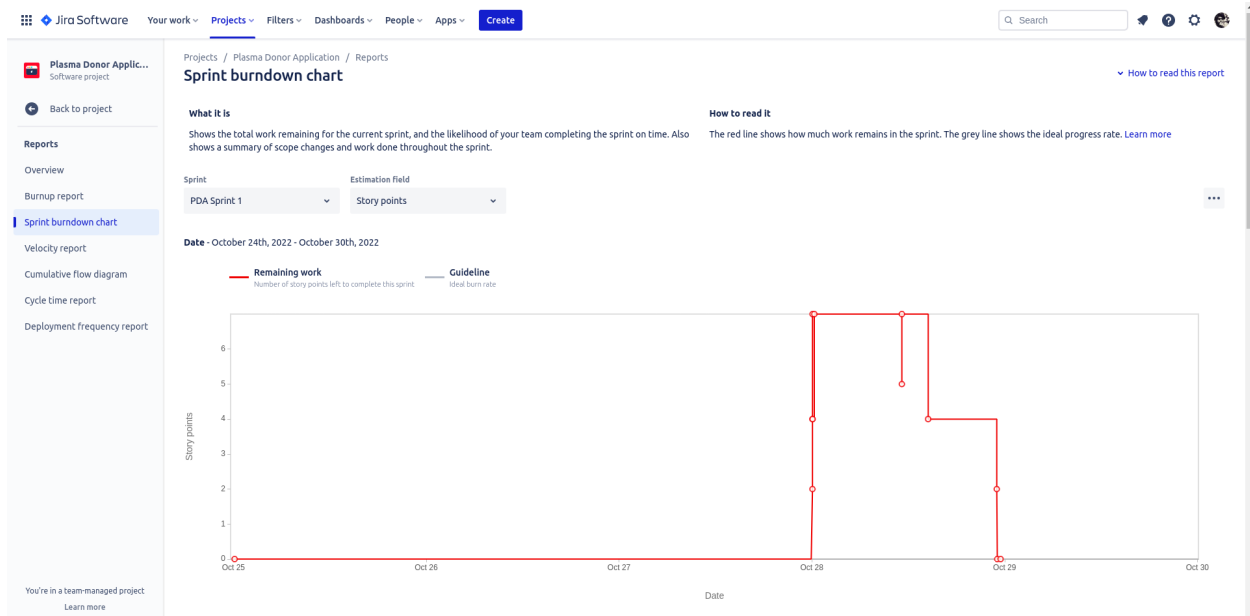 Jira Software Your work Projects Filters Dashboards People Apps Create Search
Plasma Donor Applic...
Software project
Back to project
Reports
Overview
Burnup report
Sprint burndown chart
Velocity report
Cumulative flow diagram
Cycle time report
Deployment frequency report
You're in a team-managed project
Learn more
Projects / Plasma Donor Application / Reports
Sprint burndown chart
How to read this report
What it is
Shows the total work remaining for the current sprint, and the likelihood of your team completing the sprint on time. Also
shows a summary of scope changes and work done throughout the sprint.
How to read it
The red line shows how much work remains in the sprint. The grey line shows the ideal progress rate. Learn more
Sprint
PDA Sprint 1
Estimation field
Story points
Date - October 24th, 2022 - October 30th, 2022
Remaining work
Number of story points left to complete this sprint
Guideline
Ideal burn rate
Story points
6
5
4
3
2
1
0
Oct 25 Oct 26 Oct 27 Oct 28 Oct 29 Oct 30
Date